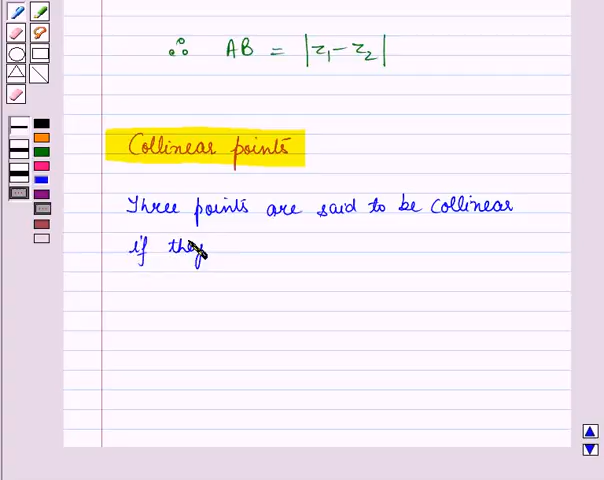 ∴ AB = |z₁ - z₂|
Collinear points
Three points are said to be collinear
if they